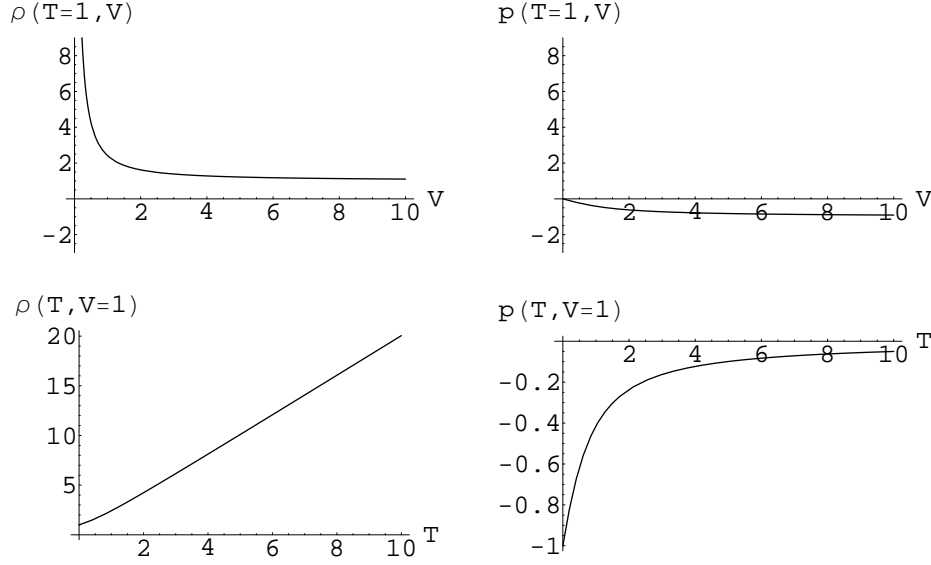 ρ(T=1,V)
8
6
4
2
-2
2 4 6 8 10 V
p(T=1,V)
8
6
4
2
-2
2 4 6 8 10 V
ρ(T,V=1)
20
15
10
5
2 4 6 8 10 T
p(T,V=1)
2 4 6 8 10 T
-0.2
-0.4
-0.6
-0.8
-1